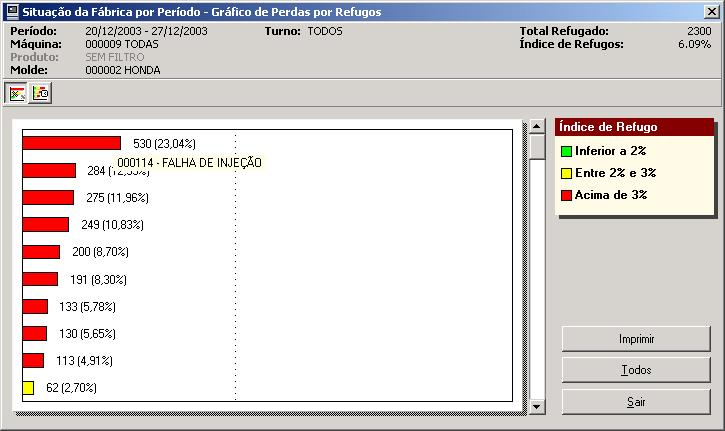 Situação da Fábrica por Período - Gráfico de Perdas por Refugos
Período: 20/12/2003 - 27/12/2003 Turno: TODOS Total Refugado: 2300
Máquina: 000009 TODAS Índice de Refugos: 6.09%
Produto: SEM FILTRO
Molde: 000002 HONDA
530 (23,04%)
000114 - FALHA DE INJEÇÃO
284
275 (11,96%)
249 (10,83%)
200 (8,70%)
191 (8,30%)
133 (5,78%)
130 (5,65%)
113 (4,91%)
62 (2,70%)
Índice de Refugo
Inferior a 2%
Entre 2% e 3%
Acima de 3%
Imprimir
Todos
Sair